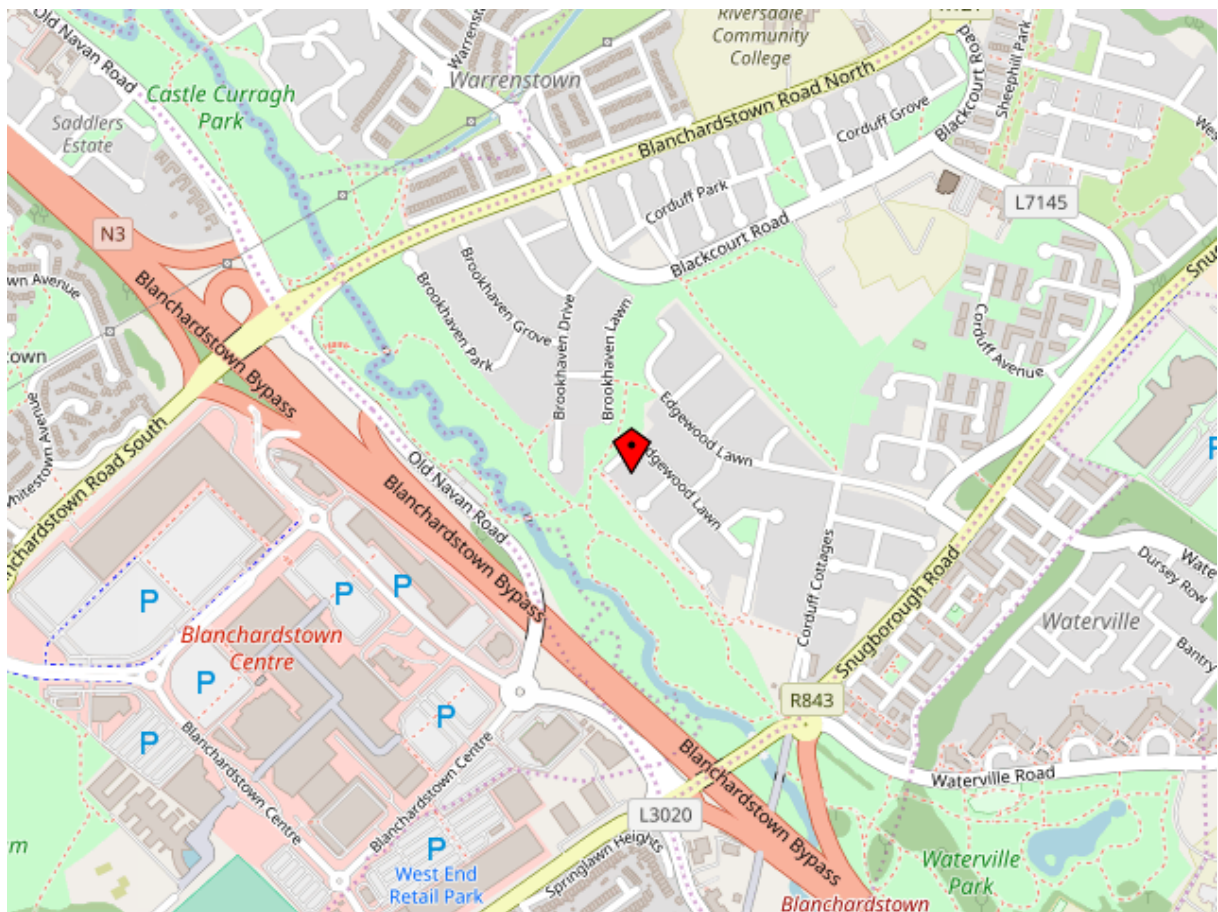 Old Navan Road
Warrenstown
Riversdale
Community
College
Blackcourt Road
Sheephill Park
Castle Curragh
Park
Warrenstown
Saddlers
Estate
Blanchardstown Road North
Corduff Grove
Corduff Park
L7145
N3
Blackcourt Road
Brookhaven Grove
Brookhaven Park
Brookhaven Drive
Brookhaven Lawn
Blanchardstown Bypass
Corduff Avenue
Edgewood Lawn
Edgewood Lawn
Whitestown Avenue
Blanchardstown Road South
Old Navan Road
Blanchardstown Bypass
P
P
P
P
P
P
P
P
Blanchardstown
Centre
Corduff Cottages
Snugborough Road
Dursey Row
Waterville
Bantry
R843
Blanchardstown Centre
Blanchardstown Centre
Blanchardstown Bypass
Waterville Road
L3020
Springlawn Heights
West End
Retail Park
Waterville
Park
Blanchardstown